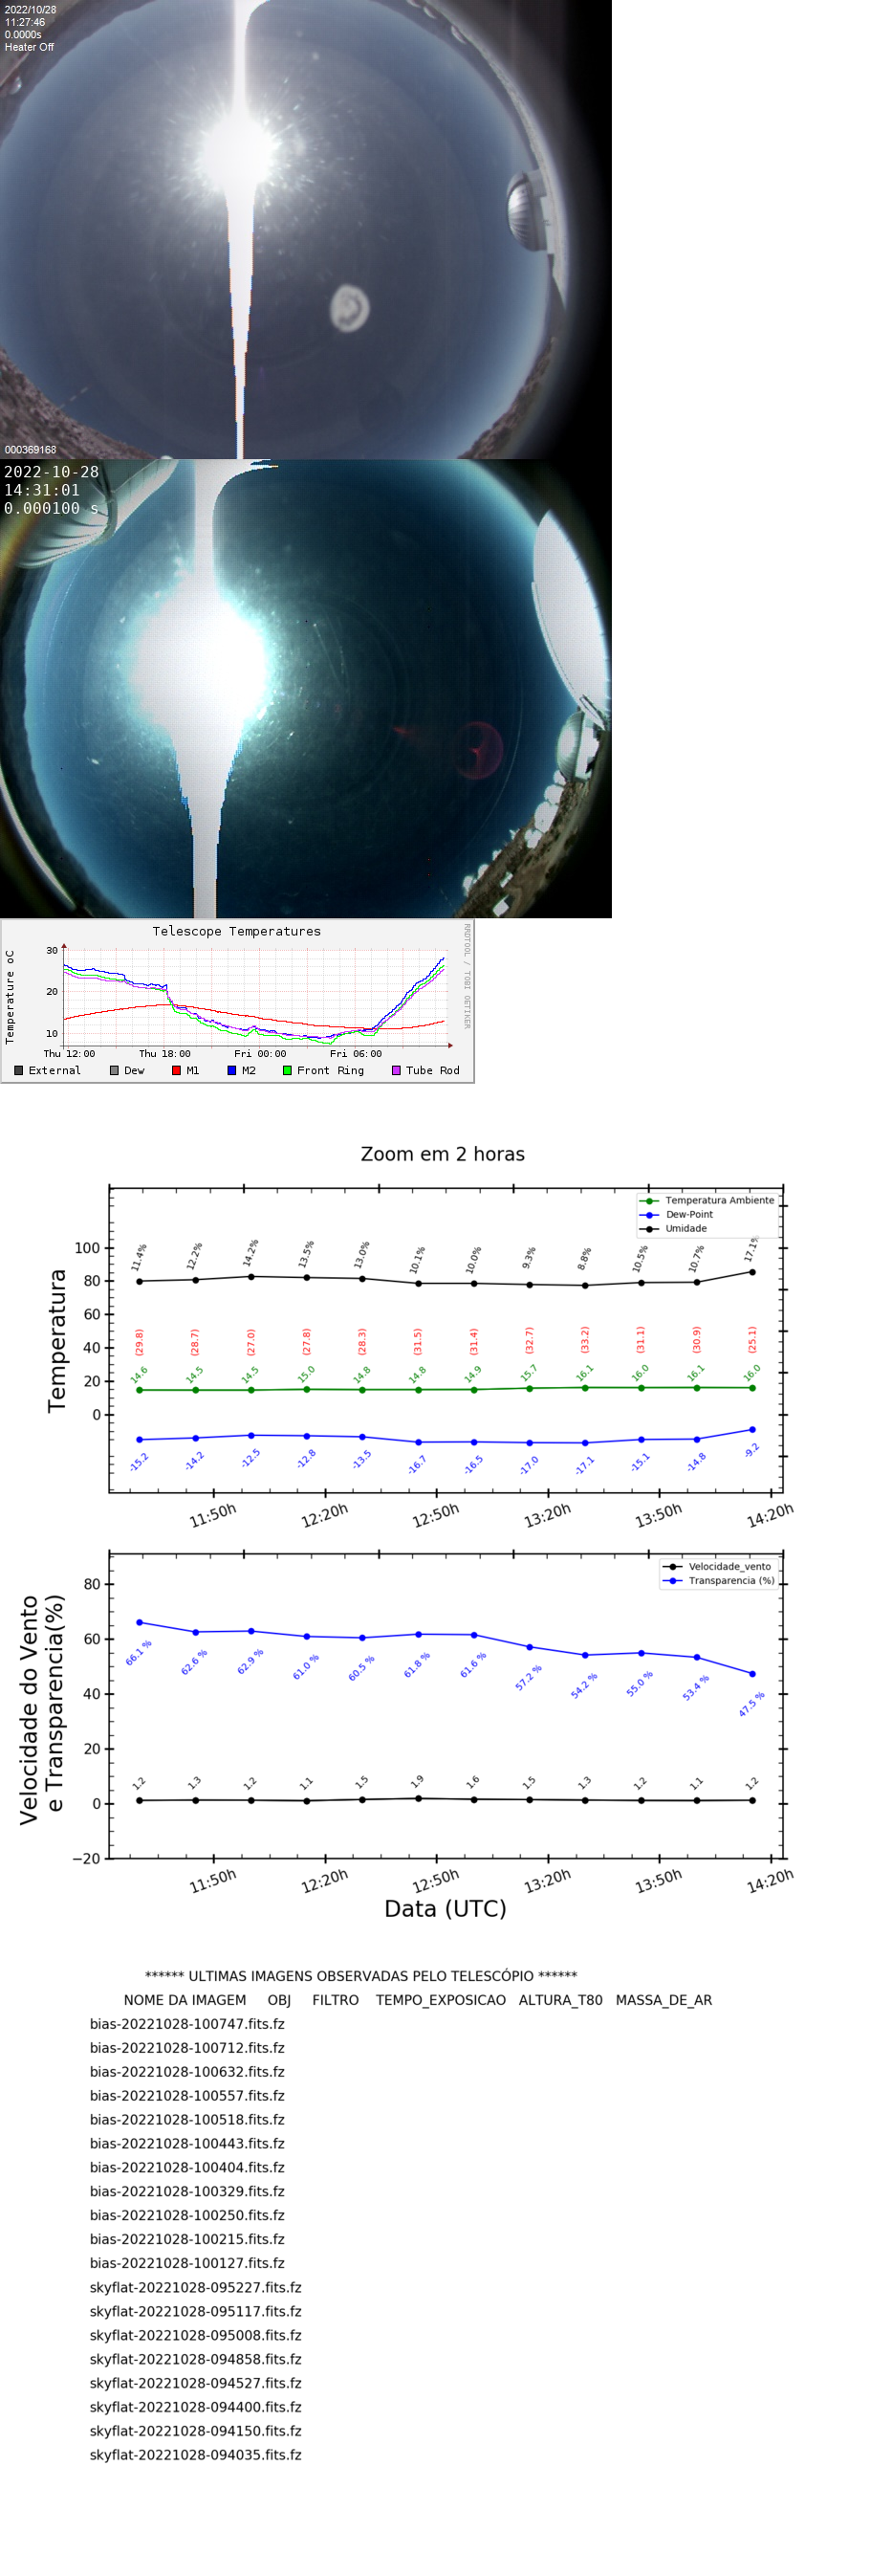 2022/10/28
11:27:46
0.0000s
Heater Off
000369168
2022-10-28
14:31:01
0.000100 s
Telescope Temperatures
RRDTOOL / TOBI OETIKER
Temperature oC
30
20
10
Thu 12:00 Thu 18:00 Fri 00:00 Fri 06:00
External Dew M1 M2 Front Ring Tube Rod
Zoom em 2 horas
Temperatura Ambiente
Dew-Point
Umidade
Temperatura
100
80
60
40
20
0
11.4% 12.2% 14.2% 13.5% 13.0% 10.1% 10.0% 9.3% 8.8% 10.5% 10.7% 17.1%
(29.8) (28.7) (27.0) (27.8) (28.3) (31.5) (31.4) (32.7) (33.2) (31.1) (30.9) (25.1)
14.6 14.5 14.5 15.0 14.8 14.8 14.9 15.7 16.1 16.0 16.1 16.0
-15.2 -14.2 -12.5 -12.8 -13.5 -16.7 -16.5 -17.0 -17.1 -15.1 -14.8 -9.2
11:50h 12:20h 12:50h 13:20h 13:50h 14:20h
Velocidade_vento
Transparencia (%)
Velocidade do Vento
e Transparencia(%)
80
60
40
20
0
−20
66.1 % 62.6 % 62.9 % 61.0 % 60.5 % 61.8 % 61.6 % 57.2 % 54.2 % 55.0 % 53.4 % 47.5 %
1.2 1.3 1.2 1.1 1.5 1.9 1.6 1.5 1.3 1.2 1.1 1.2
11:50h 12:20h 12:50h 13:20h 13:50h 14:20h
Data (UTC)
****** ULTIMAS IMAGENS OBSERVADAS PELO TELESCÓPIO ******
NOME DA IMAGEM OBJ FILTRO TEMPO_EXPOSICAO ALTURA_T80 MASSA_DE_AR
bias-20221028-100747.fits.fz
bias-20221028-100712.fits.fz
bias-20221028-100632.fits.fz
bias-20221028-100557.fits.fz
bias-20221028-100518.fits.fz
bias-20221028-100443.fits.fz
bias-20221028-100404.fits.fz
bias-20221028-100329.fits.fz
bias-20221028-100250.fits.fz
bias-20221028-100215.fits.fz
bias-20221028-100127.fits.fz
skyflat-20221028-095227.fits.fz
skyflat-20221028-095117.fits.fz
skyflat-20221028-095008.fits.fz
skyflat-20221028-094858.fits.fz
skyflat-20221028-094527.fits.fz
skyflat-20221028-094400.fits.fz
skyflat-20221028-094150.fits.fz
skyflat-20221028-094035.fits.fz